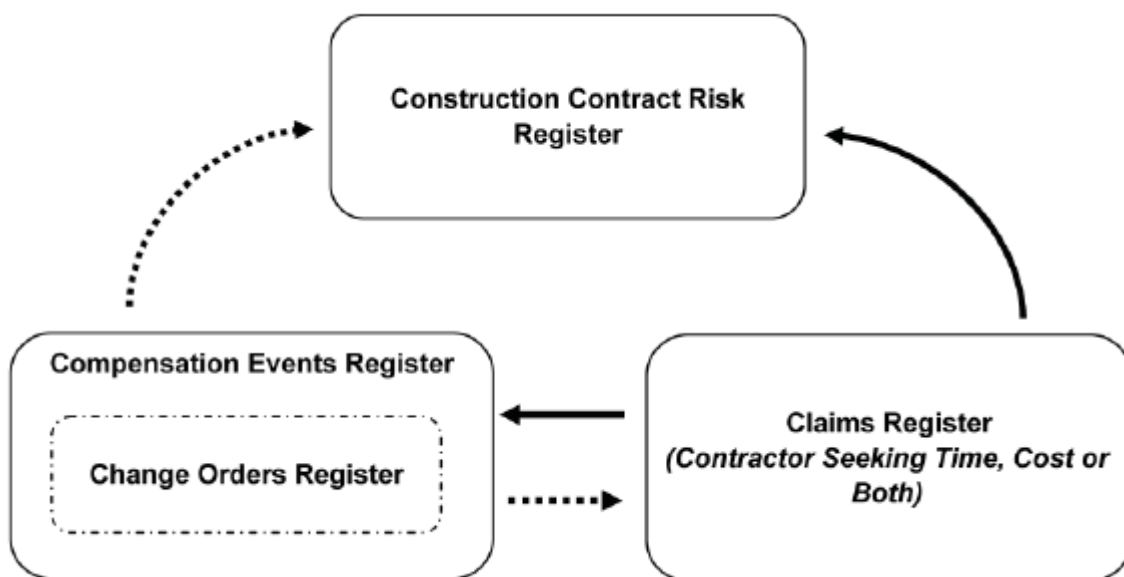 Construction Contract Risk
Register
Compensation Events Register
Change Orders Register
Claims Register
(Contractor Seeking Time, Cost or
Both)